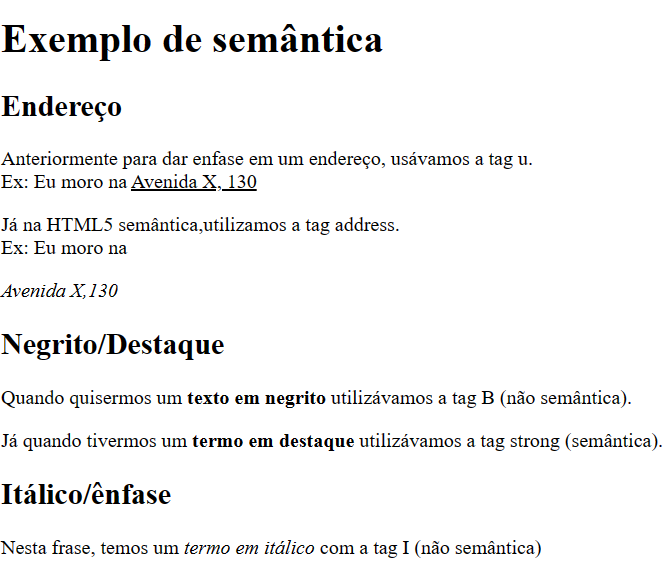 Exemplo de semântica
Endereço
Anteriormente para dar enfase em um endereço, usávamos a tag u.
Ex: Eu moro na Avenida X, 130
Já na HTML5 semântica,utilizamos a tag address.
Ex: Eu moro na
Avenida X,130
Negrito/Destaque
Quando quisermos um texto em negrito utilizávamos a tag B (não semântica).
Já quando tivermos um termo em destaque utilizávamos a tag strong (semântica).
Itálico/ênfase
Nesta frase, temos um termo em itálico com a tag I (não semântica)